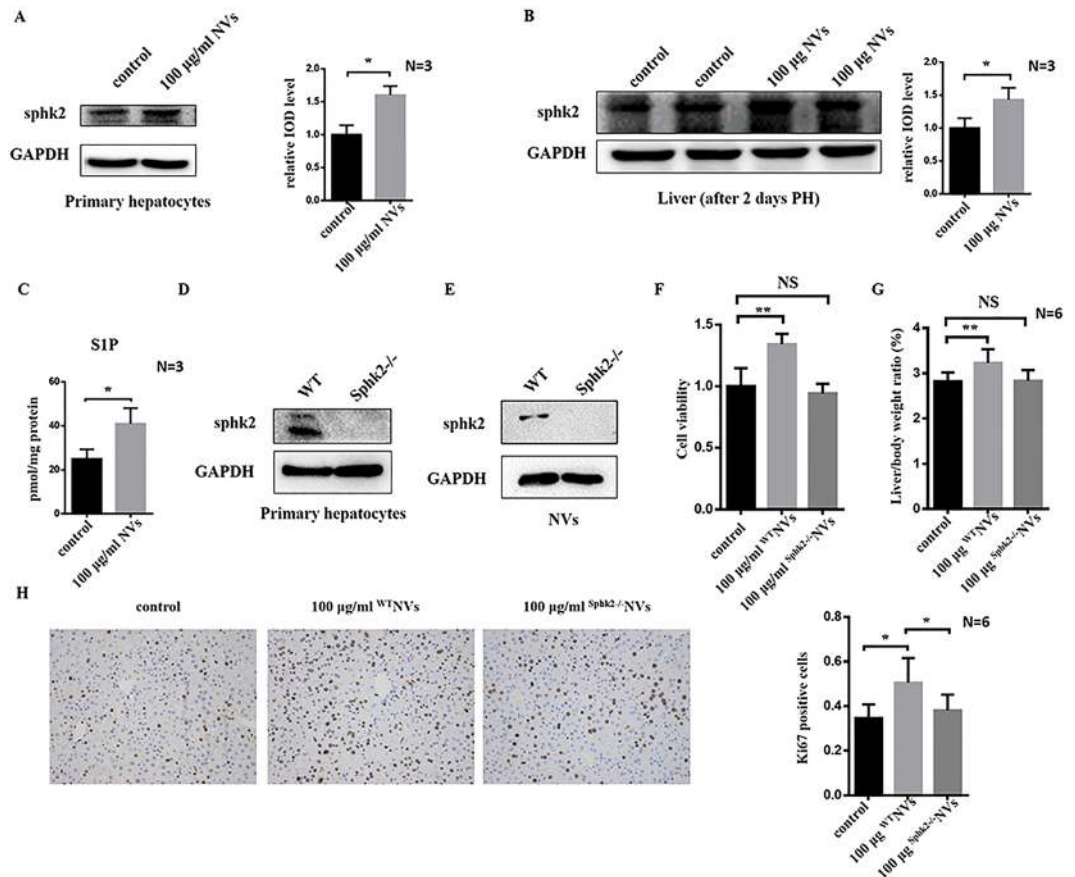 A
control
100 μg/ml NVs
sphk2
GAPDH
Primary hepatocytes
relative IOD level
2.0
1.5
1.0
0.5
0.0
*
N=3
control
100 μg/ml NVs
B
control
control
100 μg NVs
100 μg NVs
sphk2
GAPDH
Liver (after 2 days PH)
relative IOD level
2.0
1.5
1.0
0.5
0.0
*
N=3
control
100 μg NVs
C
S1P
N=3
pmol/mg protein
60
40
20
0
*
control
100 μg/ml NVs
D
WT
Sphk2-/-
sphk2
GAPDH
Primary hepatocytes
E
WT
Sphk2-/-
sphk2
GAPDH
NVs
F
NS
**
Cell viability
1.5
1.0
0.5
0.0
control
100 μg/ml WTNVs
100 μg/ml Sphk2-/-NVs
G
NS
N=6
**
Liver/body weight ratio (%)
4
3
2
1
0
control
100 μg WTNVs
100 μg Sphk2-/-NVs
H
control
100 μg/ml WTNVs
100 μg/ml Sphk2-/-NVs
Ki67 positive cells
0.8
0.6
0.4
0.2
0.0
*
*
N=6
control
100 μg WTNVs
100 μg Sphk2-/-NVs